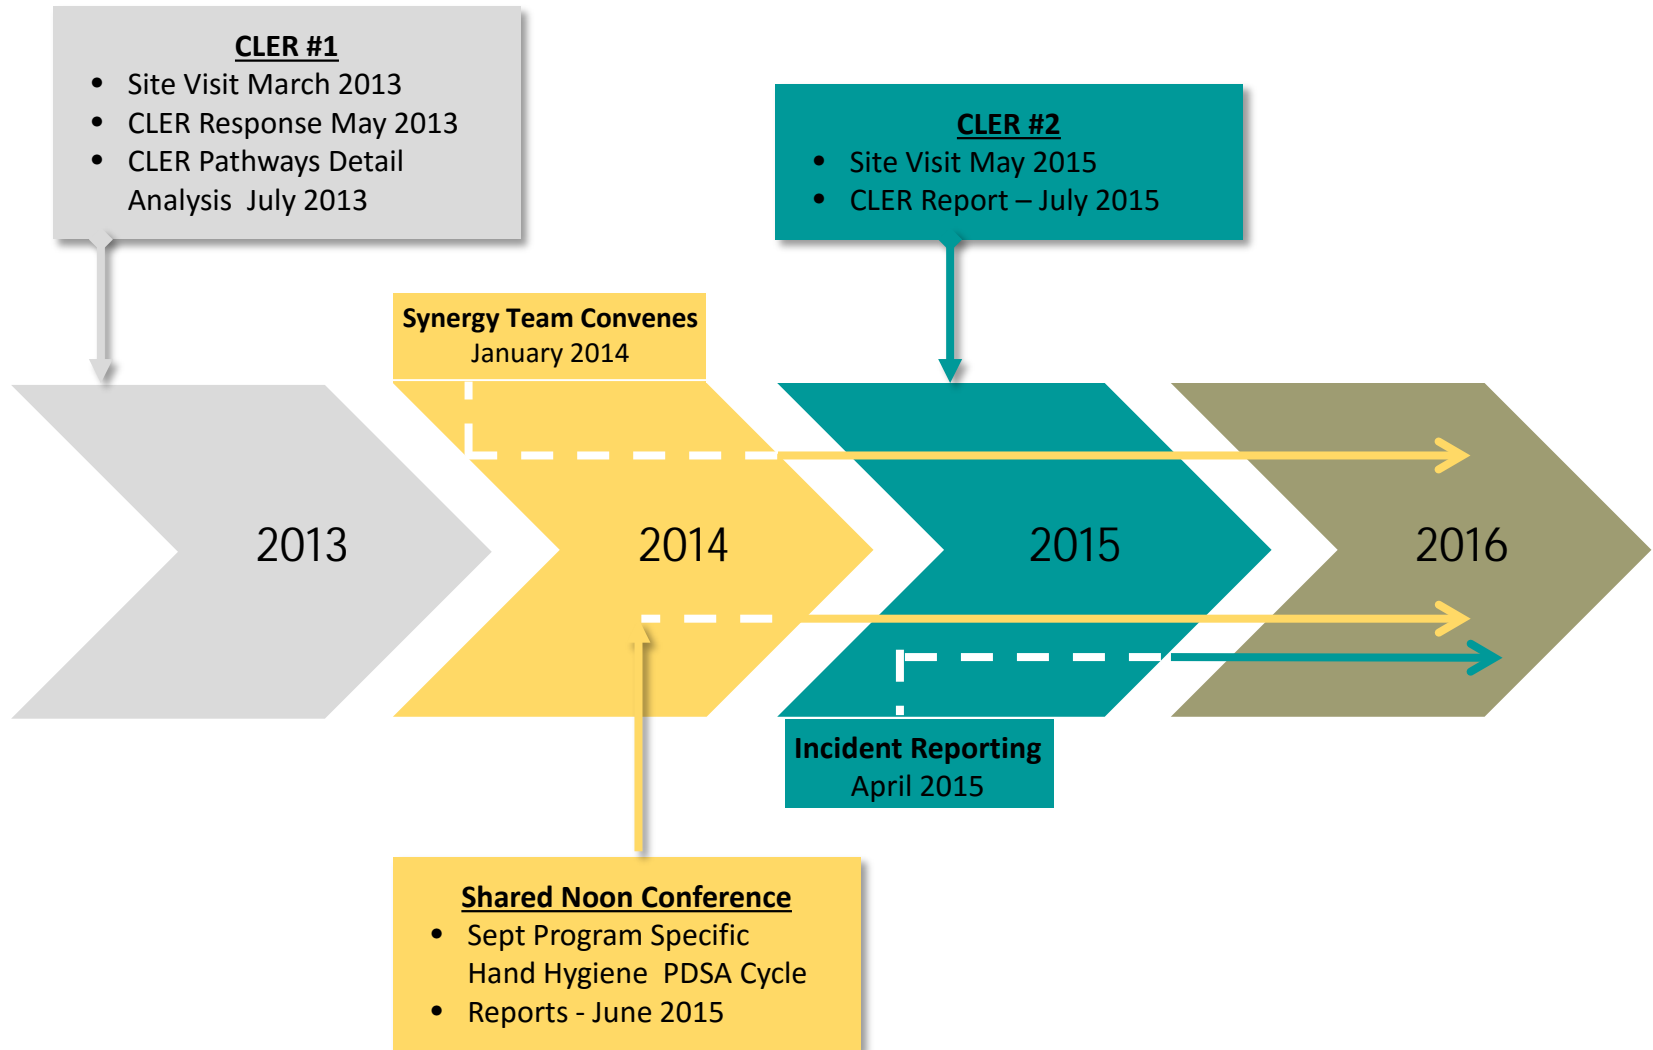 CLER #1
• Site Visit March 2013
• CLER Response May 2013
• CLER Pathways Detail
Analysis July 2013
CLER #2
• Site Visit May 2015
• CLER Report – July 2015
Synergy Team Convenes
January 2014
2013
2014
2015
2016
Incident Reporting
April 2015
Shared Noon Conference
• Sept Program Specific
Hand Hygiene PDSA Cycle
• Reports - June 2015